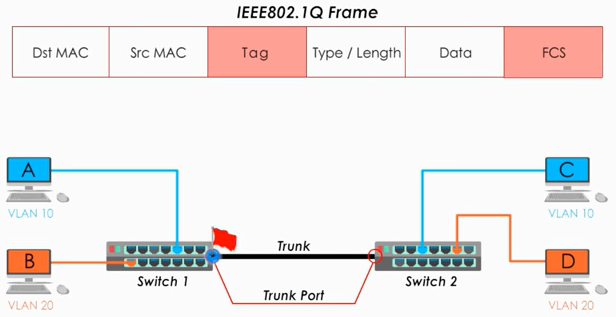 IEEE802.1Q Frame
Dst MAC
Src MAC
Tag
Type / Length
Data
FCS
A
C
VLAN 10
VLAN 10
Trunk
B
D
Switch 1
Switch 2
Trunk Port
VLAN 20
VLAN 20